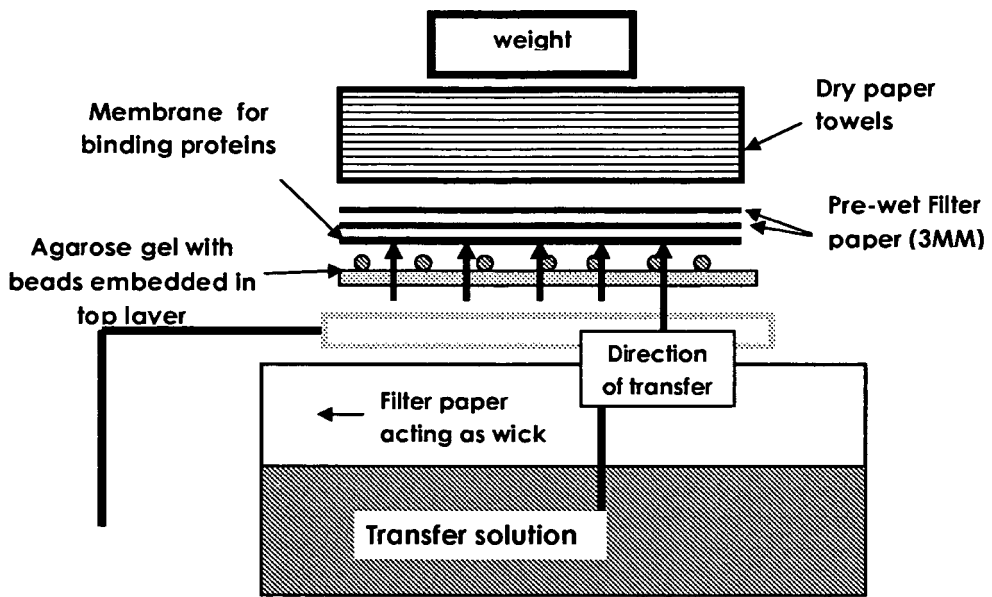 weight
Membrane for
binding proteins
Dry paper
towels
Pre-wet Filter
paper (3MM)
Agarose gel with
beads embedded in
top laver
Direction
of transfer
Filter paper
acting as wick
Transfer solution